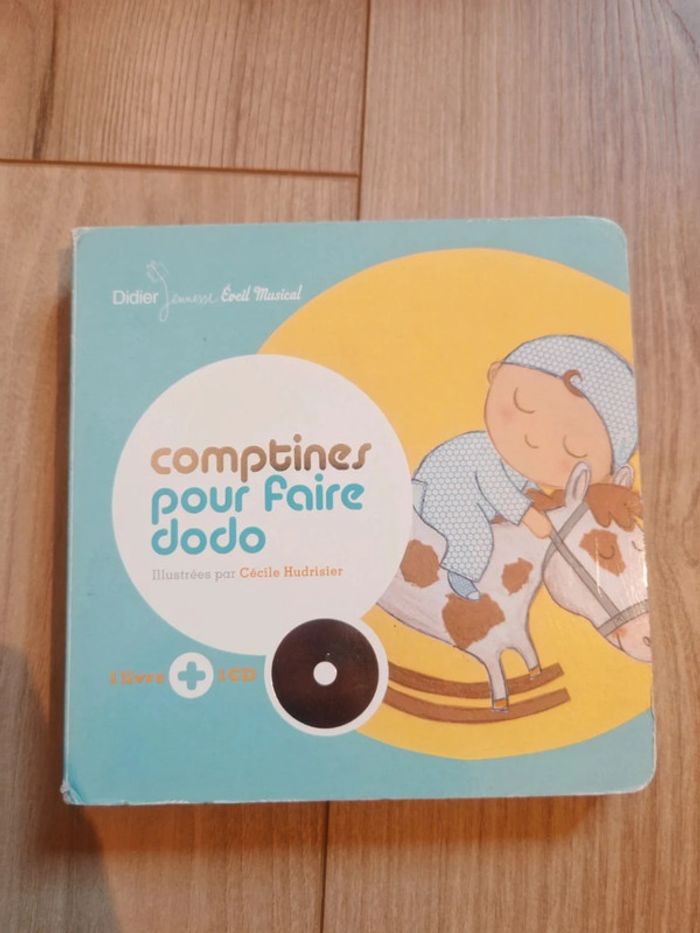 Didier Jeunesse Éveil Musical
comptines
pour faire
dodo
Illustrées par Cécile Hudrisier
1 livre + 1 CD